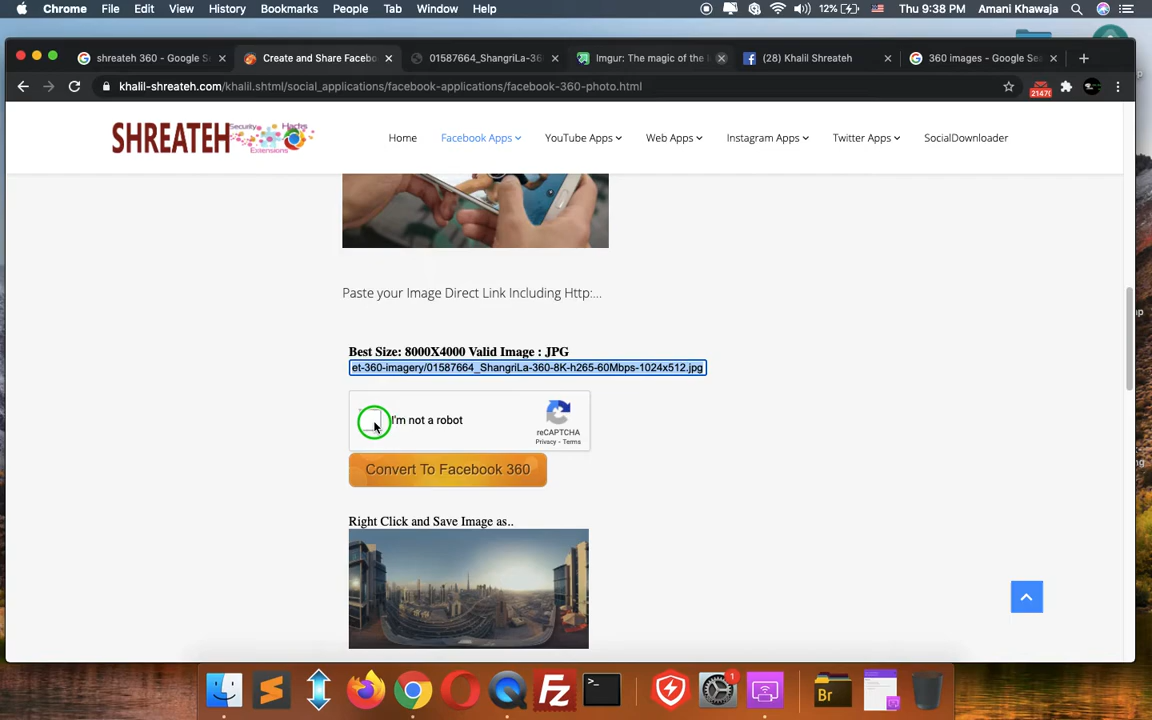 Chrome File Edit View History Bookmarks People Tab Window Help 12% Thu 9:38 PM Amani Khawaja
shreateh 360 - Google S Create and Share Facebo 01587664_ShangriLa-36 Imgur: The magic of the (28) Khalil Shreateh 360 images - Google Sea
khalil-shreateh.com/khalil.shtml/social_applications/facebook-applications/facebook-360-photo.html
SHREATEH Security Hacks Extensions Home Facebook Apps YouTube Apps Web Apps Instagram Apps Twitter Apps SocialDownloader
Paste your Image Direct Link Including Http:...
Best Size: 8000X4000 Valid Image : JPG
et-360-imagery/01587664_ShangriLa-360-8K-h265-60Mbps-1024x512.jpg
I'm not a robot
reCAPTCHA
Privacy - Terms
Convert To Facebook 360
Right Click and Save Image as..
Br